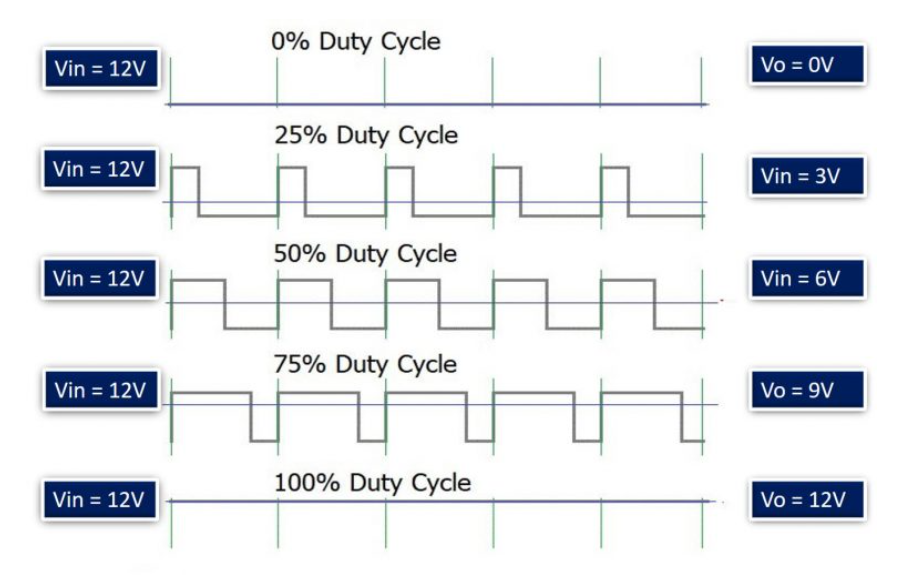 0% Duty Cycle
Vin = 12V
Vo = 0V
25% Duty Cycle
Vin = 12V
Vin = 3V
50% Duty Cycle
Vin = 12V
Vin = 6V
75% Duty Cycle
Vin = 12V
Vo = 9V
100% Duty Cycle
Vin = 12V
Vo = 12V